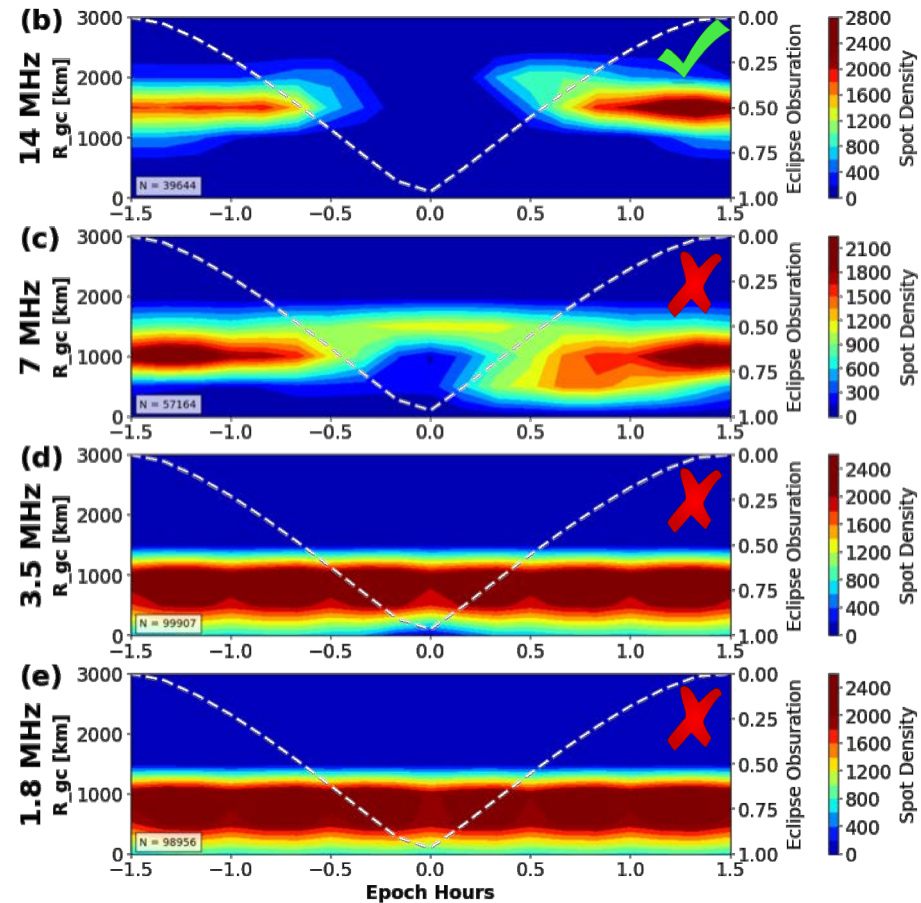 (b)
14 MHz
R_gc [km]
3000
2000
1000
0
N = 39644
−1.5 −1.0 −0.5 0.0 0.5 1.0 1.5
0.00
0.25
0.50
0.75
1.00
Eclipse Obsuration
2800
2400
2000
1600
1200
800
400
0
Spot Density
(c)
7 MHz
R_gc [km]
3000
2000
1000
0
N = 57164
−1.5 −1.0 −0.5 0.0 0.5 1.0 1.5
0.00
0.25
0.50
0.75
1.00
Eclipse Obsuration
2100
1800
1500
1200
900
600
300
0
Spot Density
(d)
3.5 MHz
R_gc [km]
3000
2000
1000
0
N = 99907
−1.5 −1.0 −0.5 0.0 0.5 1.0 1.5
0.00
0.25
0.50
0.75
1.00
Eclipse Obsuration
2400
2000
1600
1200
800
400
0
Spot Density
(e)
1.8 MHz
R_gc [km]
3000
2000
1000
0
N = 98956
−1.5 −1.0 −0.5 0.0 0.5 1.0 1.5
Epoch Hours
0.00
0.25
0.50
0.75
1.00
Eclipse Obsuration
2400
2000
1600
1200
800
400
0
Spot Density